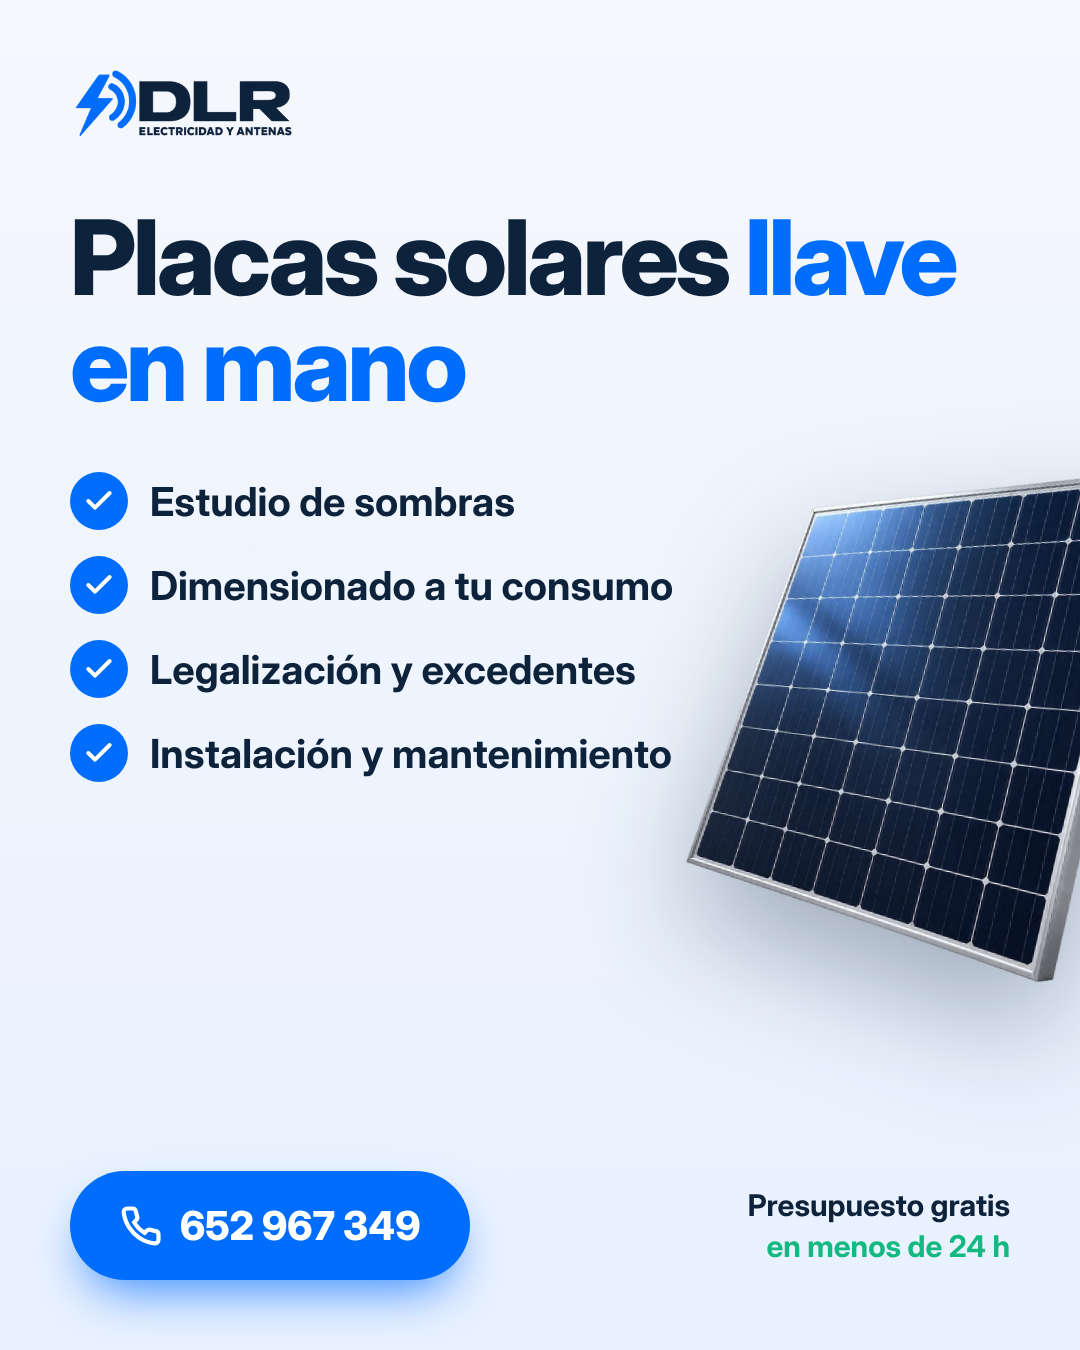 DLR
ELECTRICIDAD Y ANTENAS
Placas solares llave
en mano
Estudio de sombras
Dimensionado a tu consumo
Legalización y excedentes
Instalación y mantenimiento
652 967 349
Presupuesto gratis
en menos de 24 h